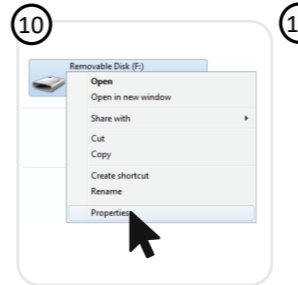 10
Removable Disk (F:)
Open
Open in new window
Share with
Cut
Copy
Create shortcut
Rename
Properties